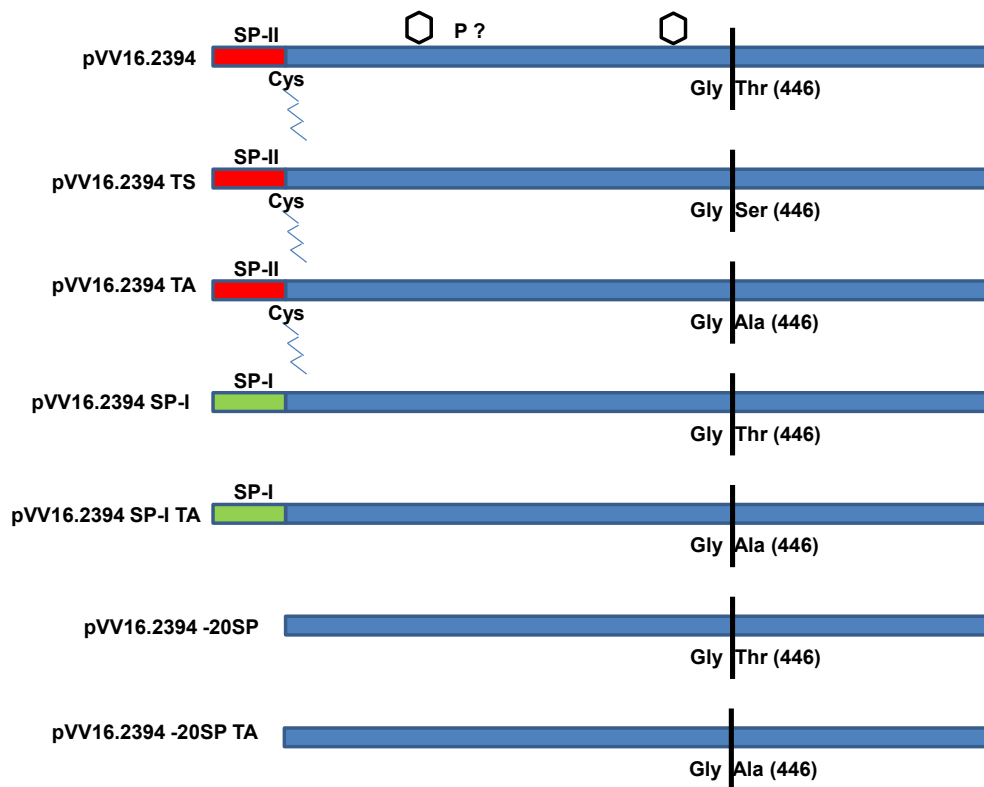 SP-II P ?
pVV16.2394
Cys
Gly Thr (446)
SP-II
pVV16.2394 TS
Cys
Gly Ser (446)
SP-II
pVV16.2394 TA
Cys
Gly Ala (446)
SP-I
pVV16.2394 SP-I
Gly Thr (446)
SP-I
pVV16.2394 SP-I TA
Gly Ala (446)
pVV16.2394 -20SP
Gly Thr (446)
pVV16.2394 -20SP TA
Gly Ala (446)